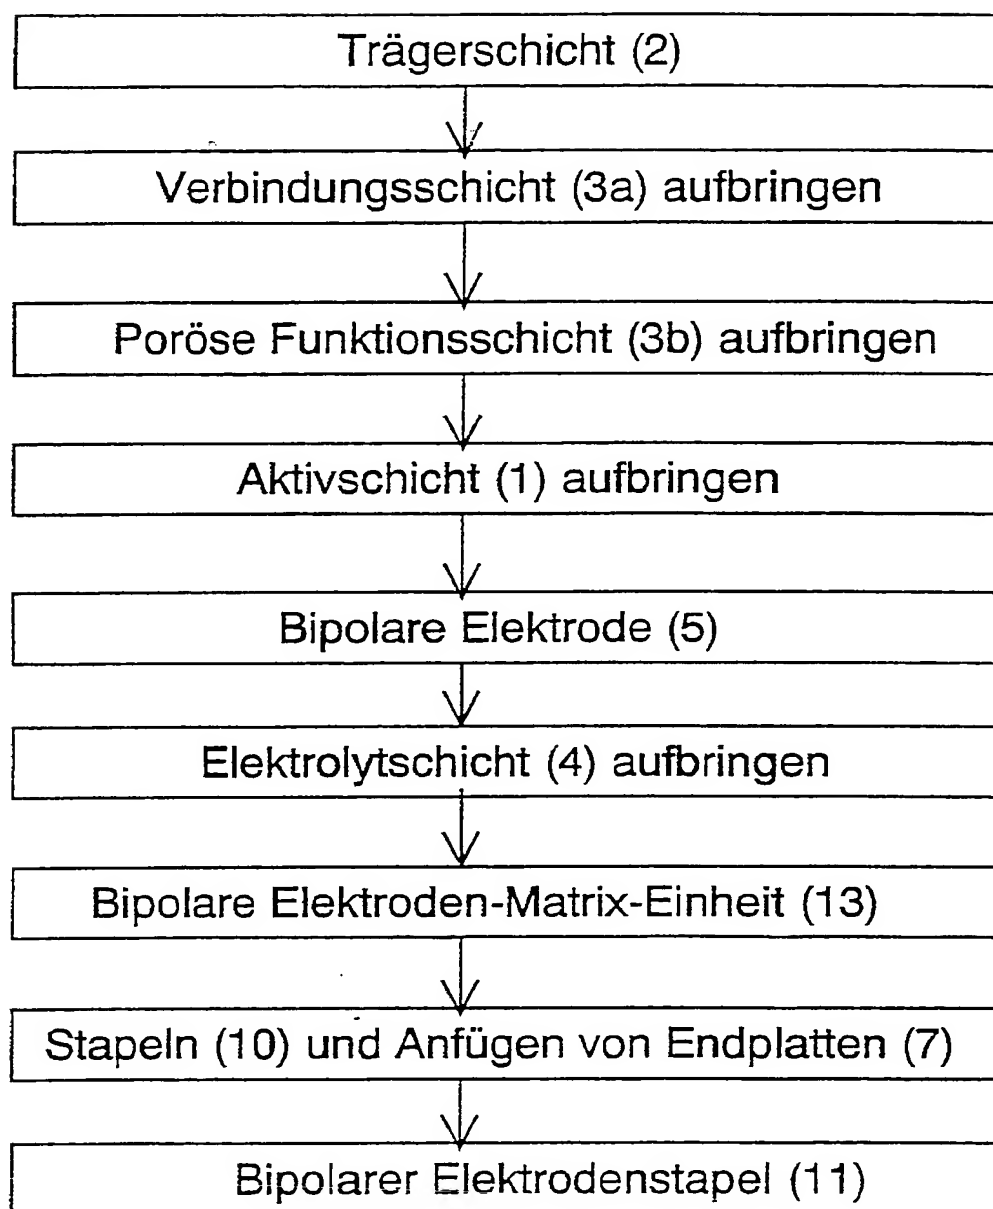 Trägerschicht (2)
Verbindungsschicht (3a) aufbringen
Poröse Funktionsschicht (3b) aufbringen
Aktivschicht (1) aufbringen
Bipolare Elektrode (5)
Elektrolytschicht (4) aufbringen
Bipolare Elektroden-Matrix-Einheit (13)
Stapeln (10) und Anfügen von Endplatten (7)
Bipolarer Elektrodenstapel (11)